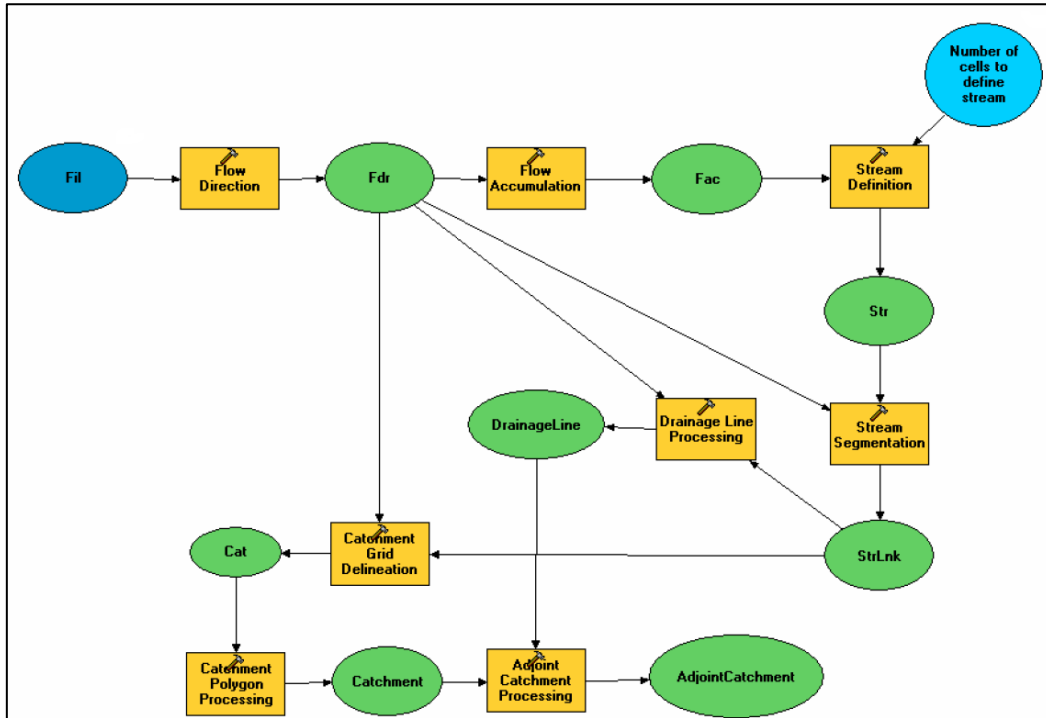 Number of
cells to
define
stream
Fil
Flow
Direction
Fdr
Flow
Accumulation
Fac
Stream
Definition
Str
DrainageLine
Drainage Line
Processing
Stream
Segmentation
Cat
Catchment
Grid
Delineation
StrLnk
Catchment
Polygon
Processing
Catchment
Adjoint
Catchment
Processing
AdjointCatchment